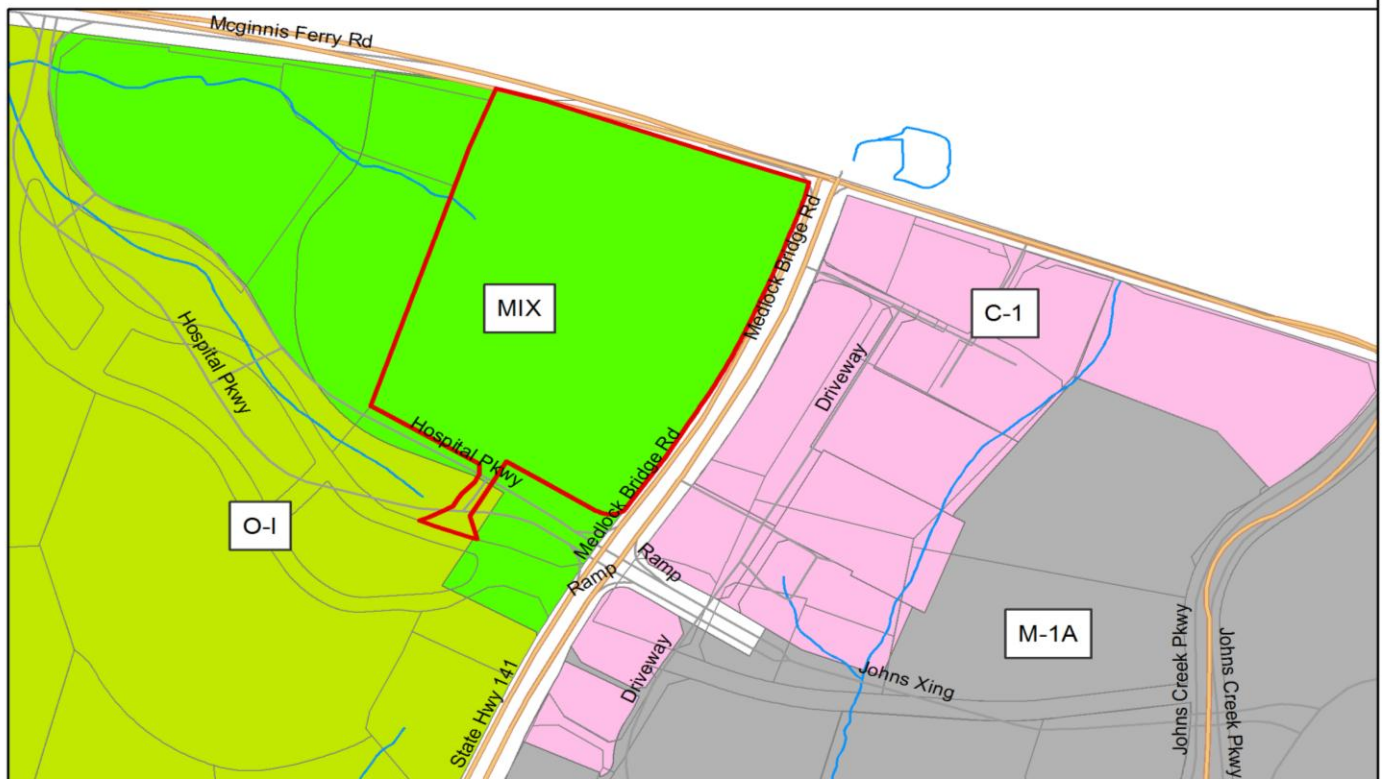 Mcginnis Ferry Rd
Medlock Bridge Rd
MIX
C-1
Hospital Pkwy
Driveway
Hospital Pkwy
Medlock Bridge Rd
O-I
Ramp
Ramp
M-1A
Driveway
Johns Xing
State Hwy 141
Johns Creek Pkwy
Johns Creek Pkwy